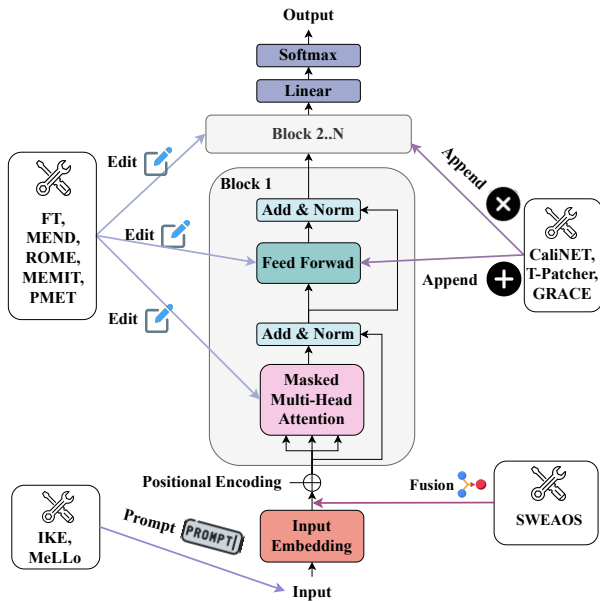 Output
Softmax
Linear
Block 2..N
Edit
Block 1
Append
Add & Norm
FT,
MEND,
ROME,
MEMIT,
PMET
Edit
Feed Forwad
Append
CaliNET,
T-Patcher,
GRACE
Edit
Add & Norm
Masked
Multi-Head
Attention
Positional Encoding
Fusion
SWEAOS
IKE,
MeLLo
Prompt
PROMPT|
Input
Embedding
Input